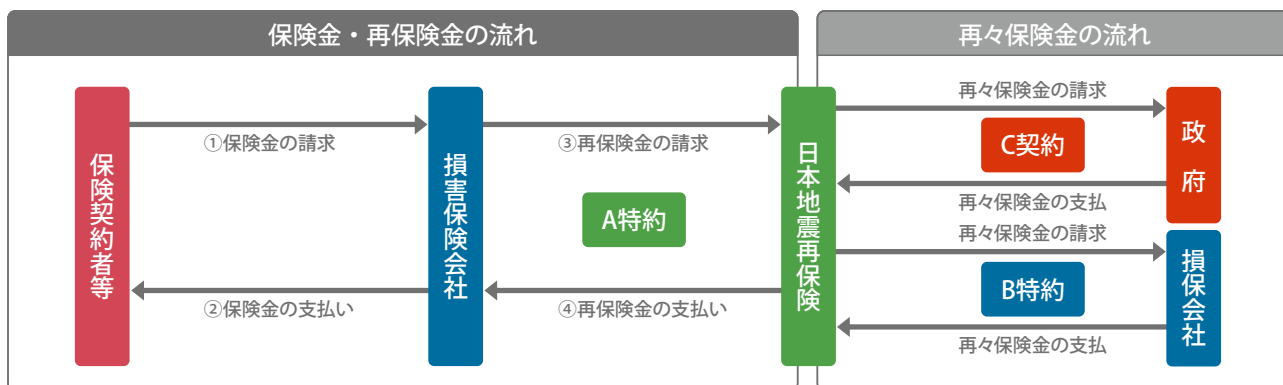 保険金・再保険金の流れ
保険契約者等
①保険金の請求
②保険金の支払い
損害保険会社
③再保険金の請求
A特約
④再保険金の支払い
日本地震再保険
再々保険金の流れ
再々保険金の請求
C契約
再々保険金の支払
政府
再々保険金の請求
B特約
再々保険金の支払
損保会社